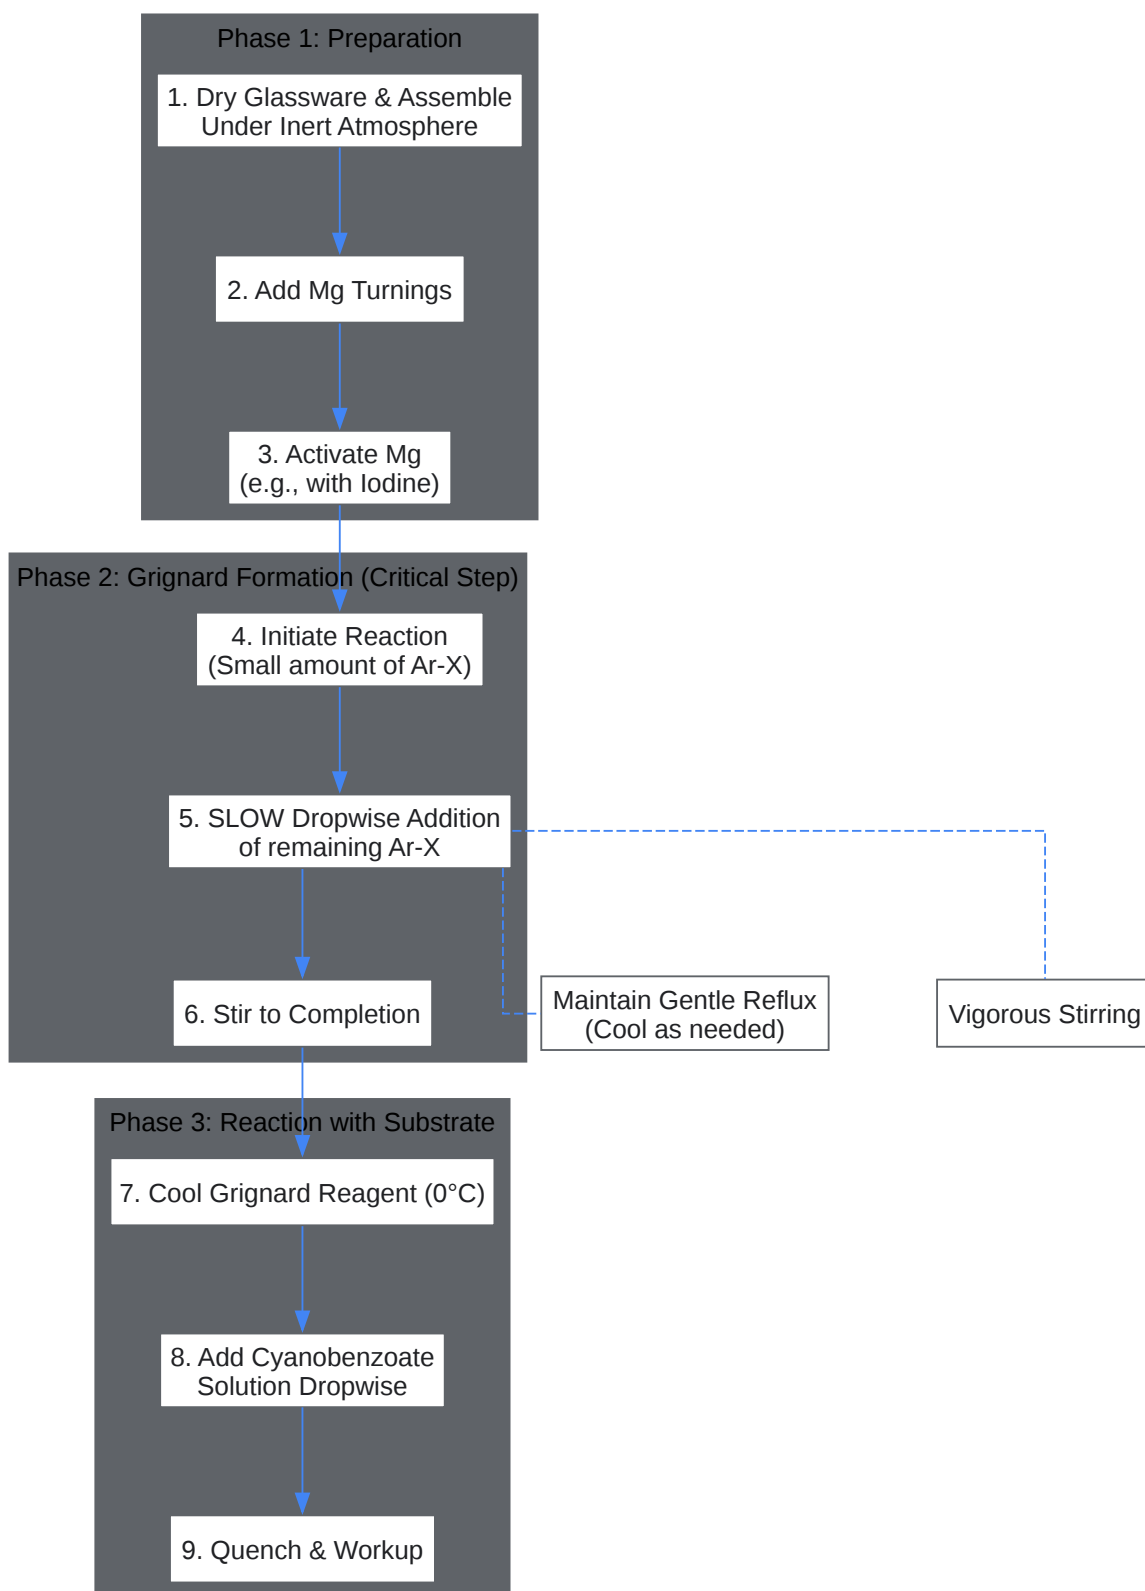 Phase 1: Preparation
1. Dry Glassware & Assemble
Under Inert Atmosphere
2. Add Mg Turnings
3. Activate Mg
(e.g., with Iodine)
Phase 2: Grignard Formation (Critical Step)
4. Initiate Reaction
(Small amount of Ar-X)
5. SLOW Dropwise Addition
of remaining Ar-X
6. Stir to Completion
Maintain Gentle Reflux
(Cool as needed)
Vigorous Stirring
Phase 3: Reaction with Substrate
7. Cool Grignard Reagent (0°C)
8. Add Cyanobenzoate
Solution Dropwise
9. Quench & Workup